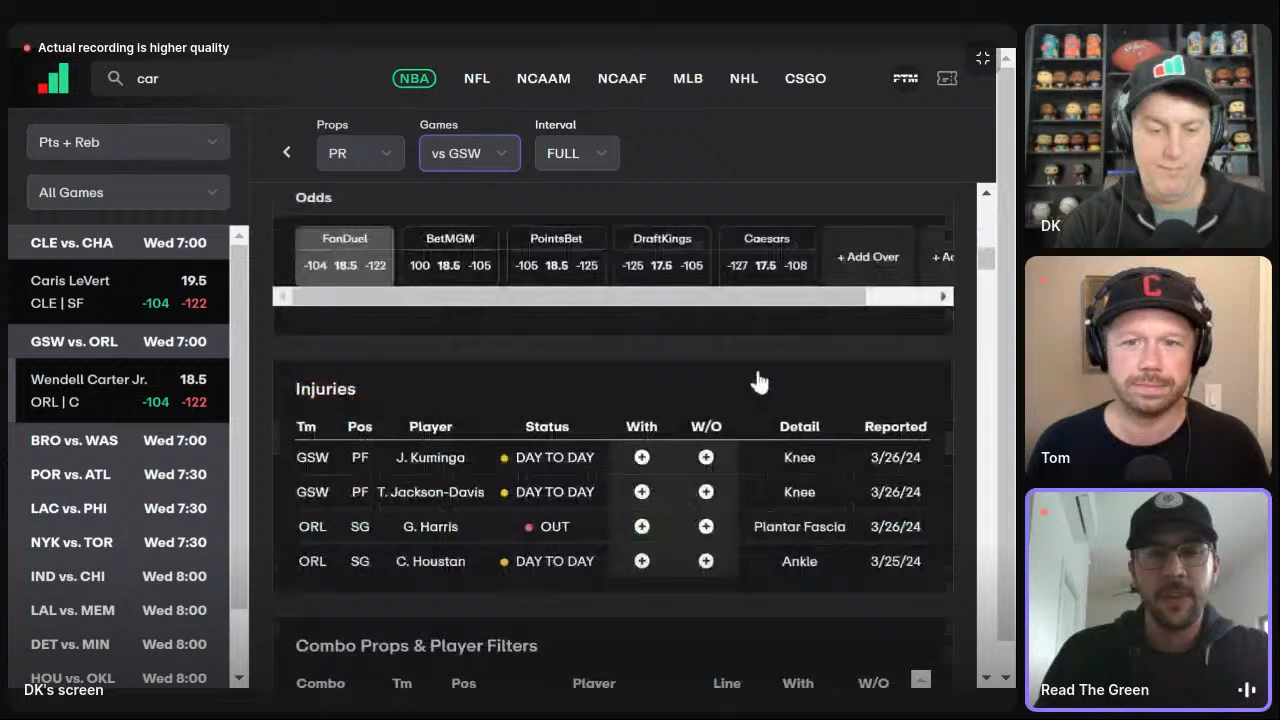 Actual recording is higher quality
car
NBA NFL NCAAM NCAAF MLB NHL CSGO PTM
Pts + Reb
All Games
Props Games Interval
PR vs GSW FULL
CLE vs. CHA Wed 7:00
Caris LeVert 19.5
CLE | SF -104 -122
GSW vs. ORL Wed 7:00
Wendell Carter Jr. 18.5
ORL | C -104 -122
BRO vs. WAS Wed 7:30
POR vs. ATL Wed 7:30
LAC vs. PHI Wed 7:30
NYK vs. TOR Wed 7:30
IND vs. CHI Wed 8:00
LAL vs. MEM Wed 8:00
DET vs. MIN Wed 8:00
HOU vs. OKL Wed 8:00
DK's screen
Odds
FanDuel BetMGM PointsBet DraftKings Caesars
-104 18.5 -122 100 18.5 -105 -105 18.5 -125 -125 17.5 -105 -127 17.5 -108 + Add Over + Ac
Injuries
Tm Pos Player Status With W/O Detail Reported
GSW PF J. Kuminga DAY TO DAY Knee 3/26/24
GSW PF T. Jackson-Davis DAY TO DAY Knee 3/26/24
ORL SG G. Harris OUT Plantar Fascia 3/26/24
ORL SG C. Houstan DAY TO DAY Ankle 3/25/24
Combo Props & Player Filters
Combo Tm Pos Player Line With W/O
DK
C
Tom
Read The Green